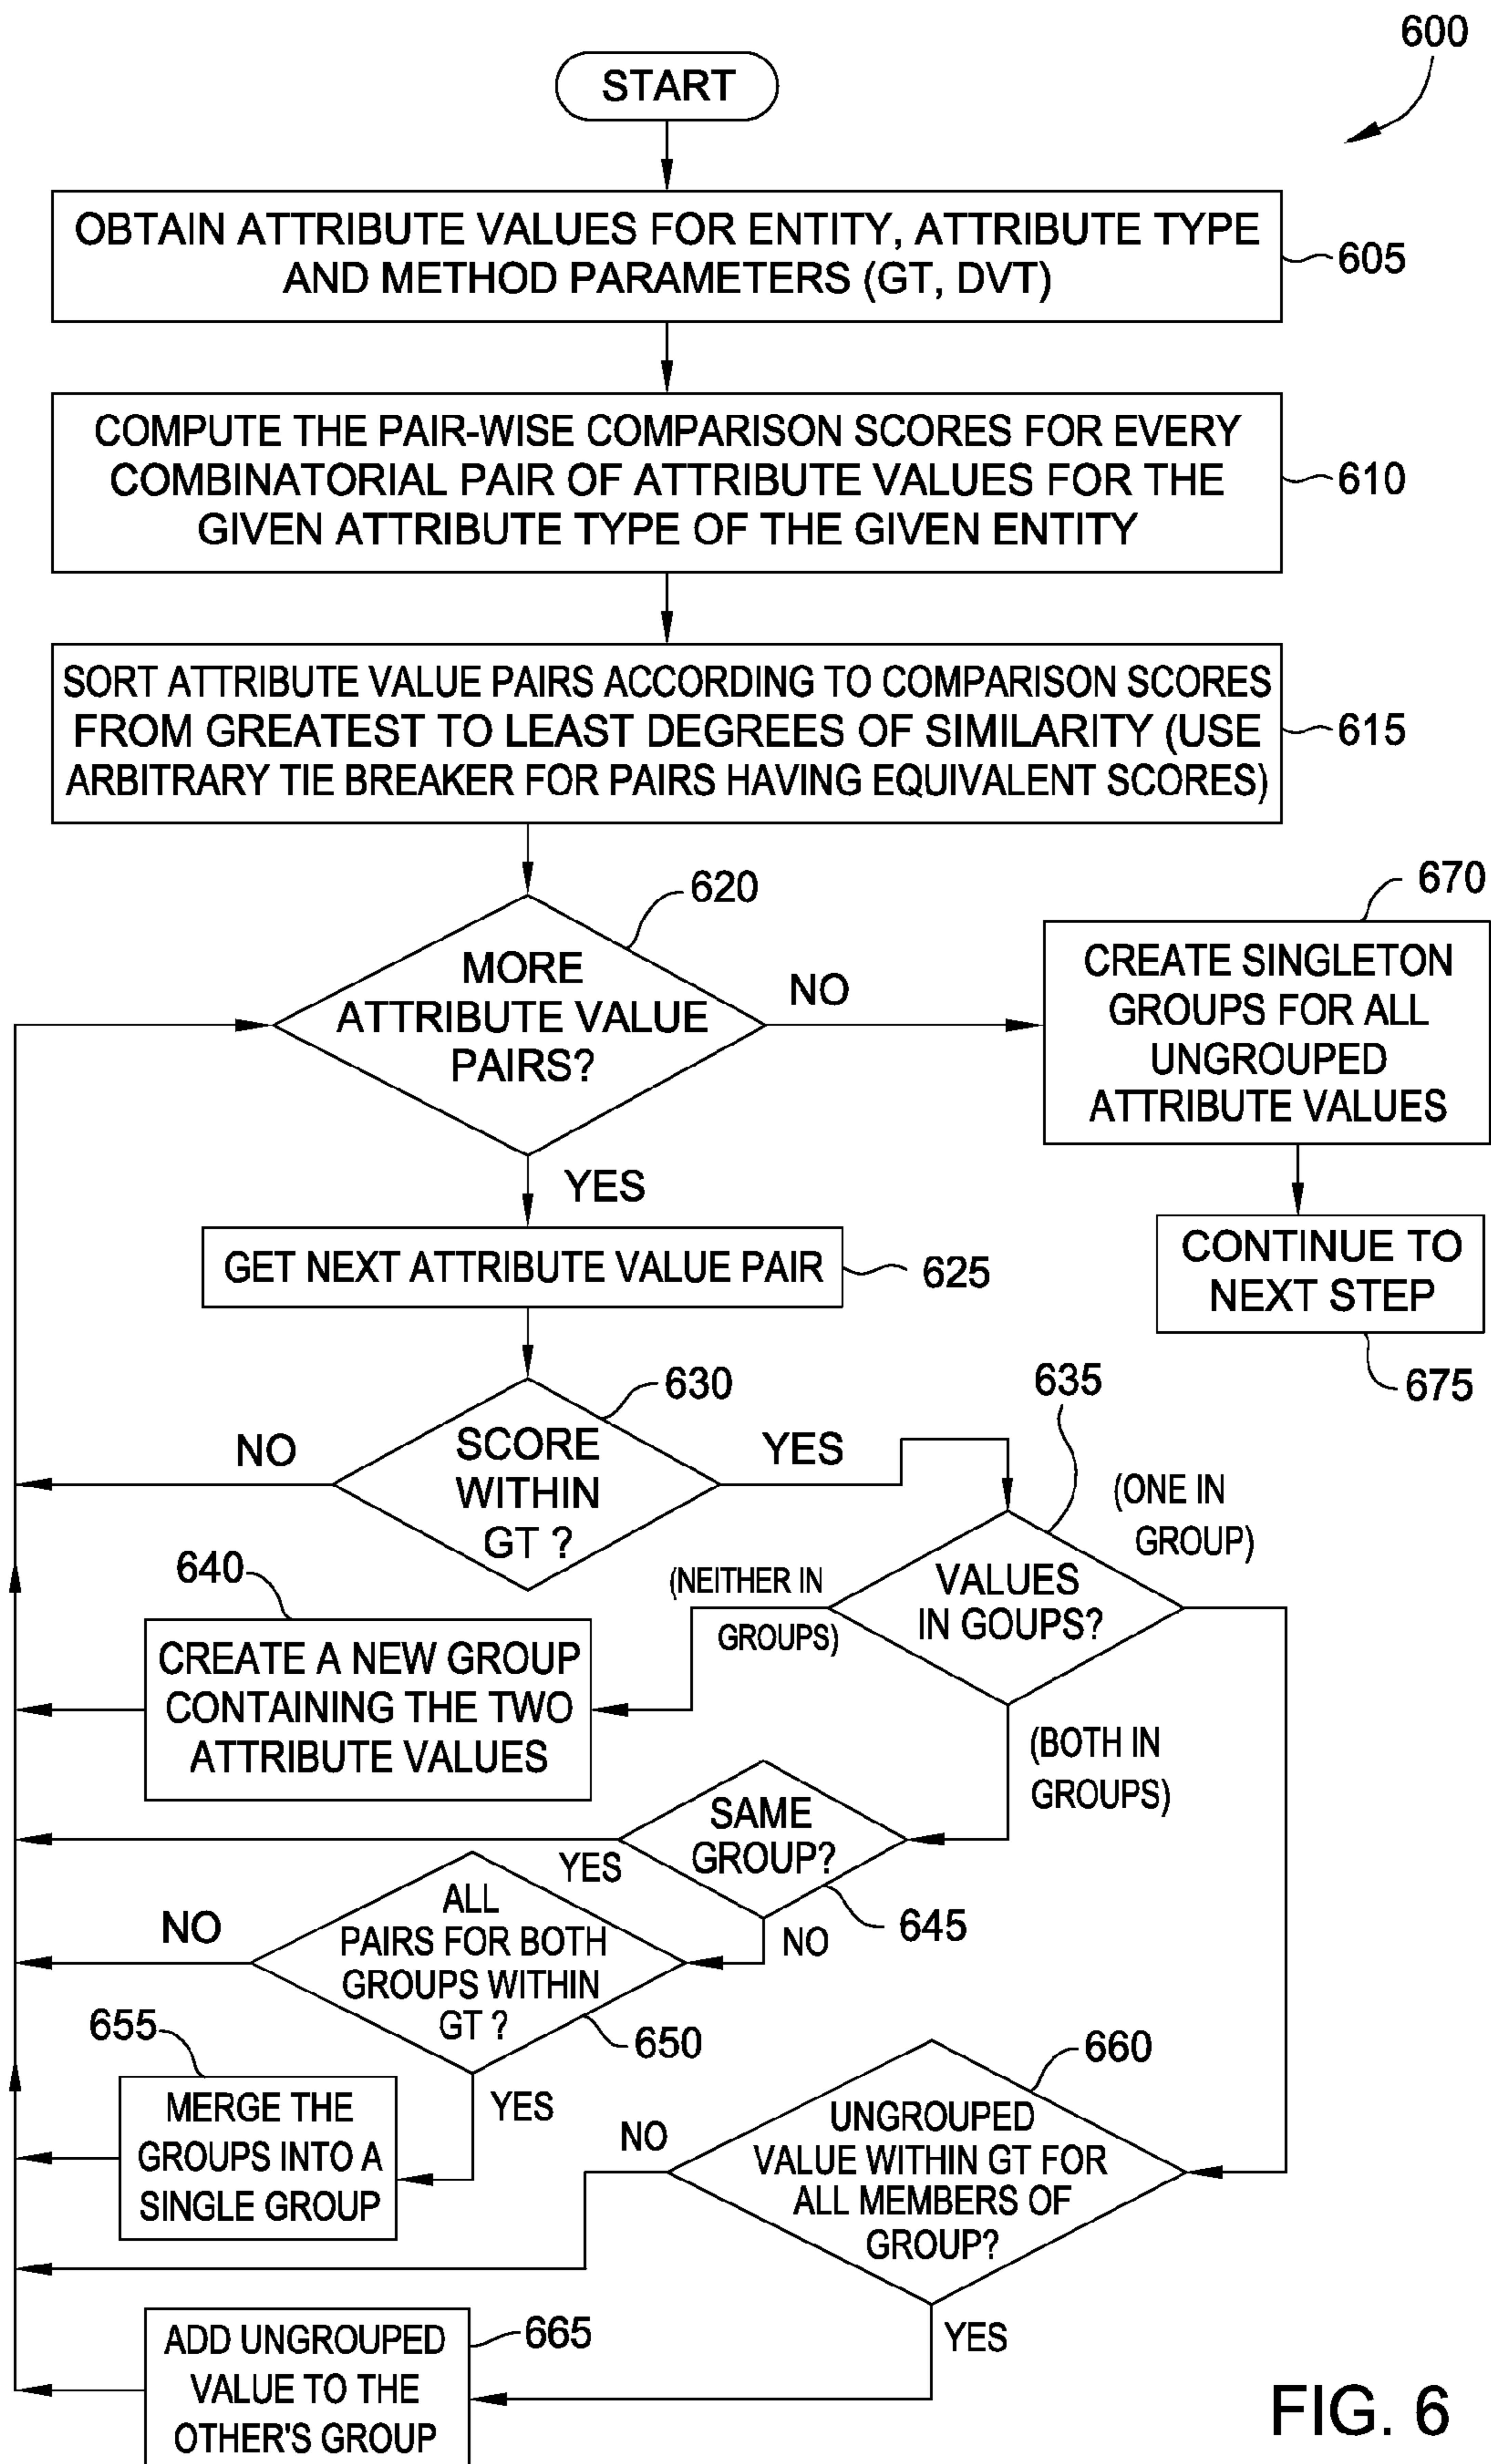 600
START
OBTAIN ATTRIBUTE VALUES FOR ENTITY, ATTRIBUTE TYPE
AND METHOD PARAMETERS (GT, DVT)
605
COMPUTE THE PAIR-WISE COMPARISON SCORES FOR EVERY
COMBINATORIAL PAIR OF ATTRIBUTE VALUES FOR THE
GIVEN ATTRIBUTE TYPE OF THE GIVEN ENTITY
610
SORT ATTRIBUTE VALUE PAIRS ACCORDING TO COMPARISON SCORES
FROM GREATEST TO LEAST DEGREES OF SIMILARITY (USE
ARBITRARY TIE BREAKER FOR PAIRS HAVING EQUIVALENT SCORES)
615
620
MORE
ATTRIBUTE VALUE
PAIRS?
NO
670
CREATE SINGLETON
GROUPS FOR ALL
UNGROUPED
ATTRIBUTE VALUES
YES
CONTINUE TO
NEXT STEP
675
GET NEXT ATTRIBUTE VALUE PAIR
625
630
SCORE
WITHIN
GT ?
NO
YES
635
VALUES
IN GOUPS?
(ONE IN
GROUP)
(NEITHER IN
GROUPS)
640
CREATE A NEW GROUP
CONTAINING THE TWO
ATTRIBUTE VALUES
(BOTH IN
GROUPS)
SAME
GROUP?
645
YES
NO
ALL
PAIRS FOR BOTH
GROUPS WITHIN
GT ?
650
NO
YES
655
MERGE THE
GROUPS INTO A
SINGLE GROUP
660
UNGROUPED
VALUE WITHIN GT FOR
ALL MEMBERS OF
GROUP?
NO
YES
ADD UNGROUPED
VALUE TO THE
OTHER'S GROUP
665
FIG. 6